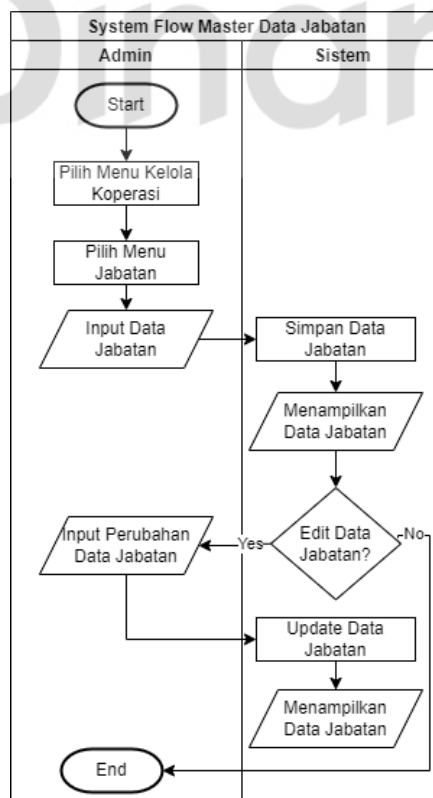 System Flow Master Data Jabatan
Admin
Sistem
Start
Pilih Menu Kelola
Koperasi
Pilih Menu
Jabatan
Input Data
Jabatan
Simpan Data
Jabatan
Menampilkan
Data Jabatan
Edit Data
Jabatan?
Yes
No
Input Perubahan
Data Jabatan
Update Data
Jabatan
Menampilkan
Data Jabatan
End